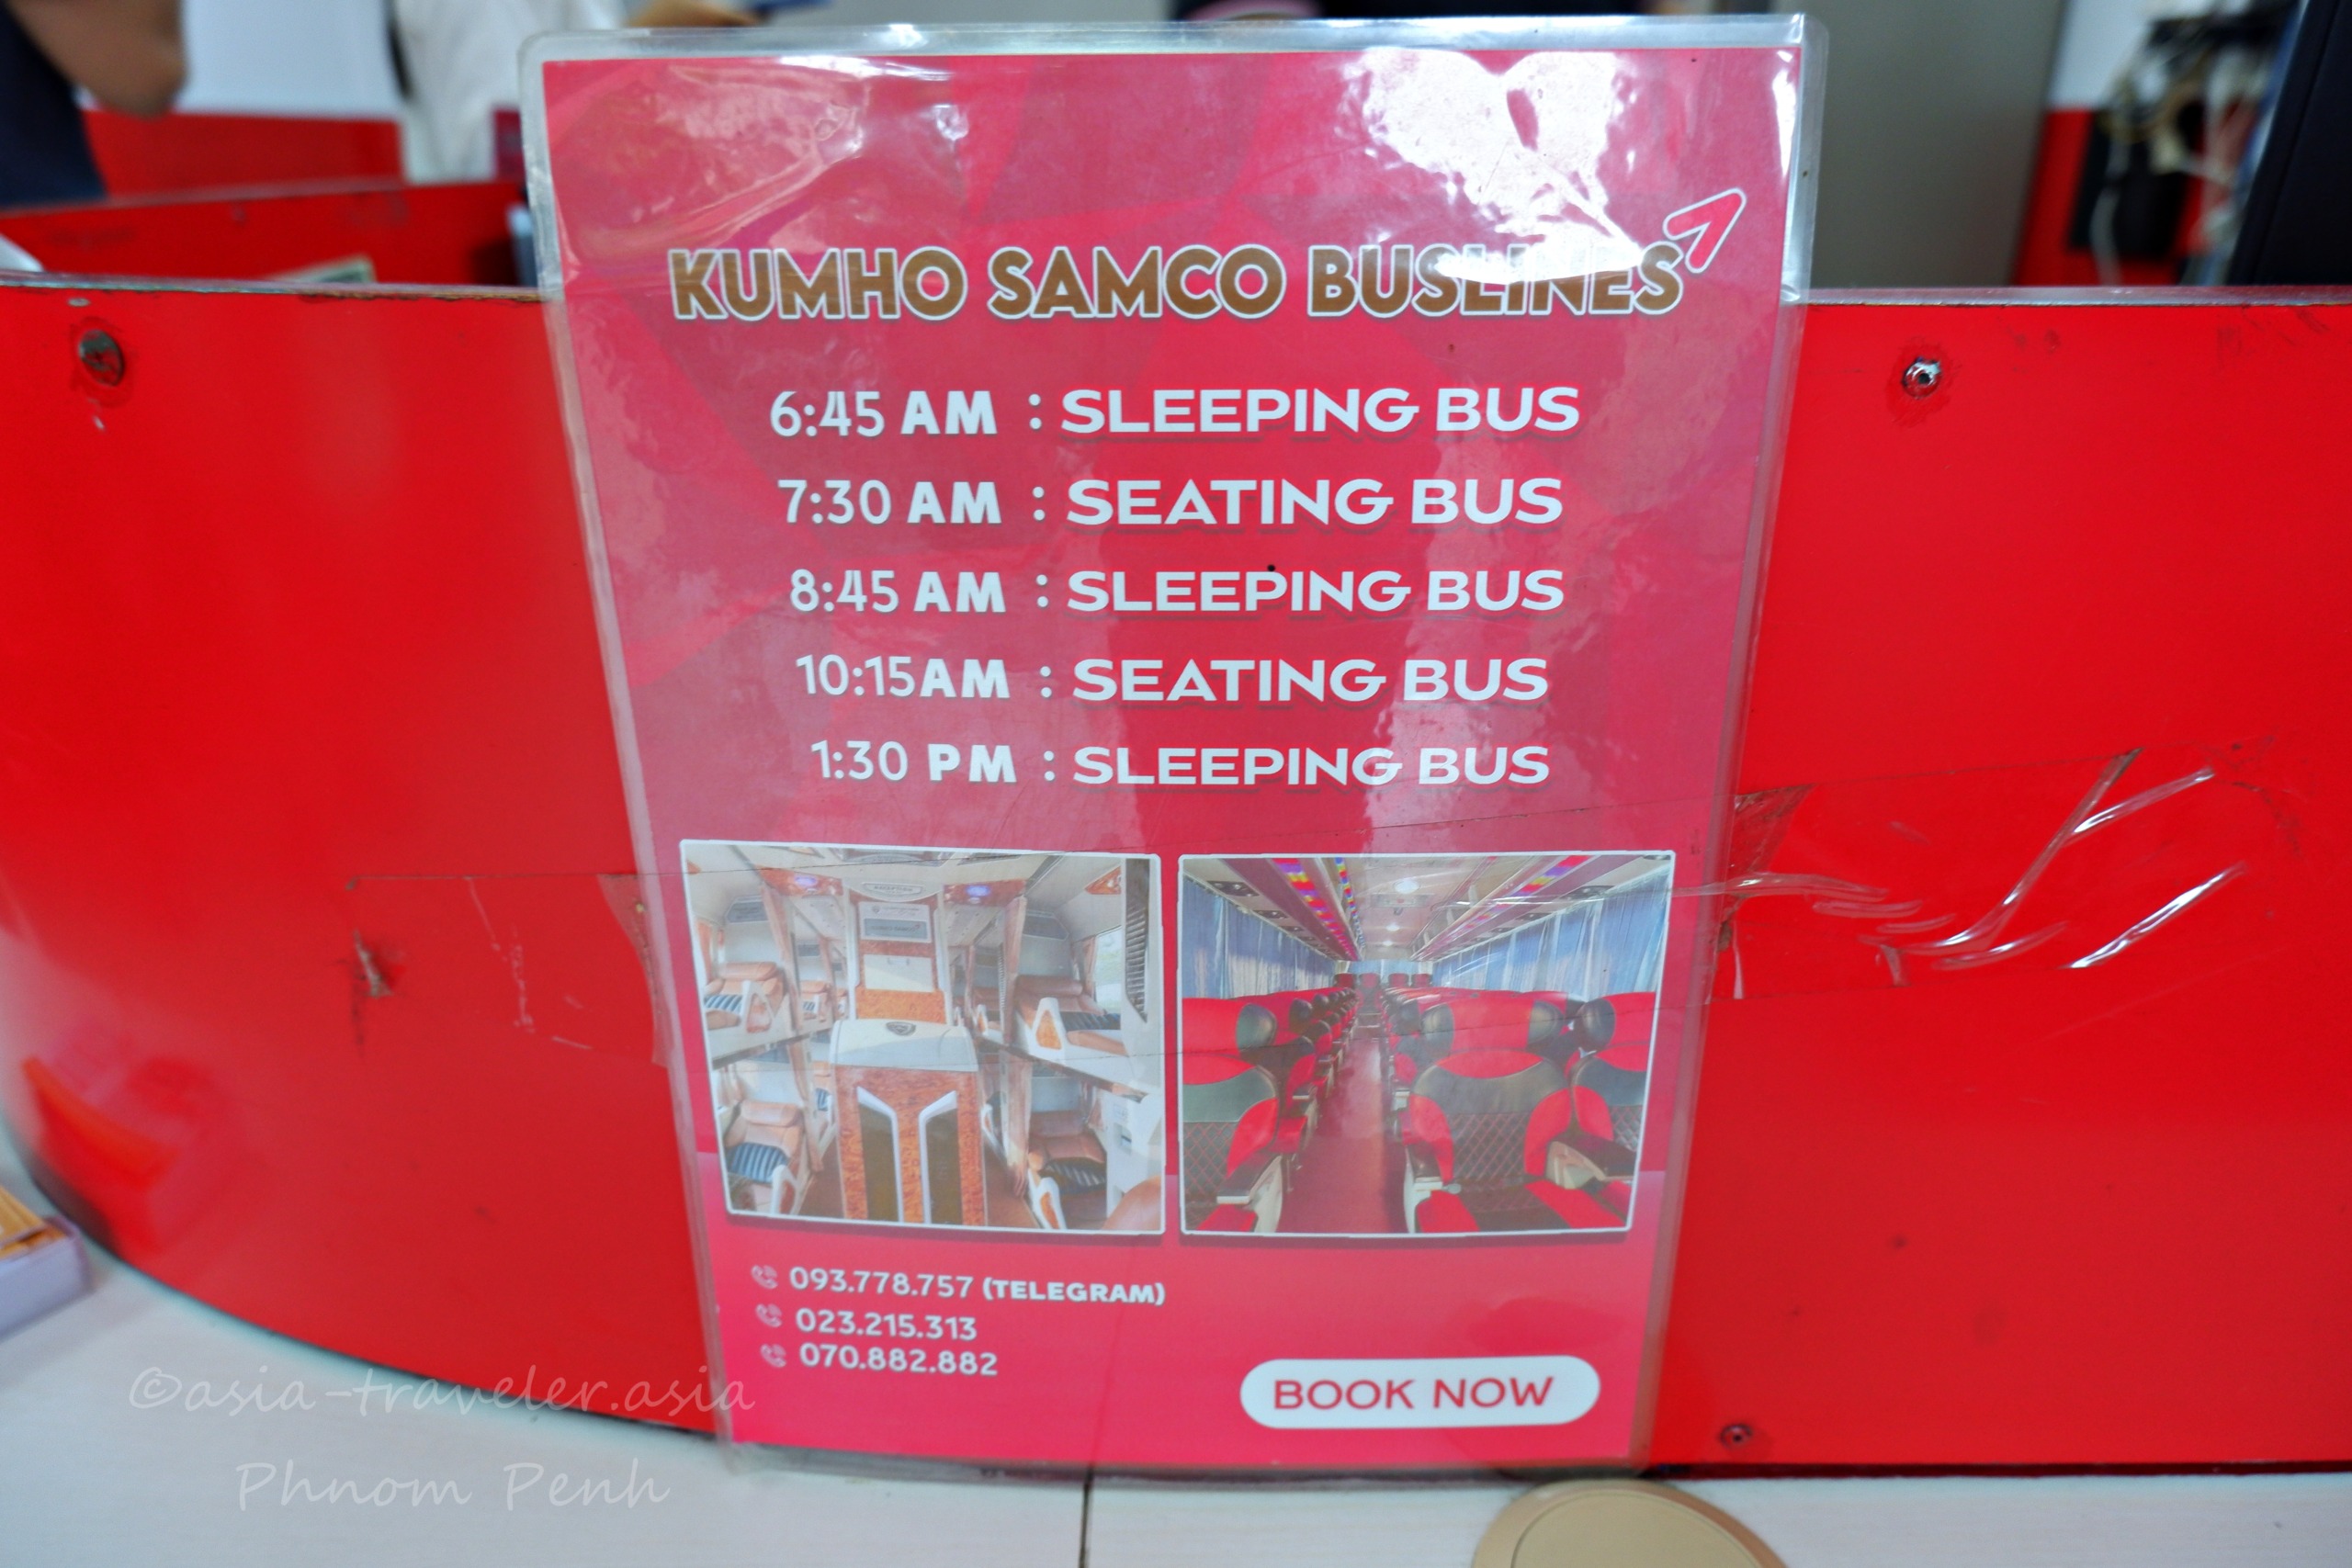 KUMHO SAMCO BUSLINES
6:45 AM : SLEEPING BUS
7:30 AM : SEATING BUS
8:45 AM : SLEEPING BUS
10:15AM : SEATING BUS
1:30 PM : SLEEPING BUS
093.778.757 (TELEGRAM)
023.215.313
070.882.882
BOOK NOW
©asia-traveler.asia
Phnom Penh